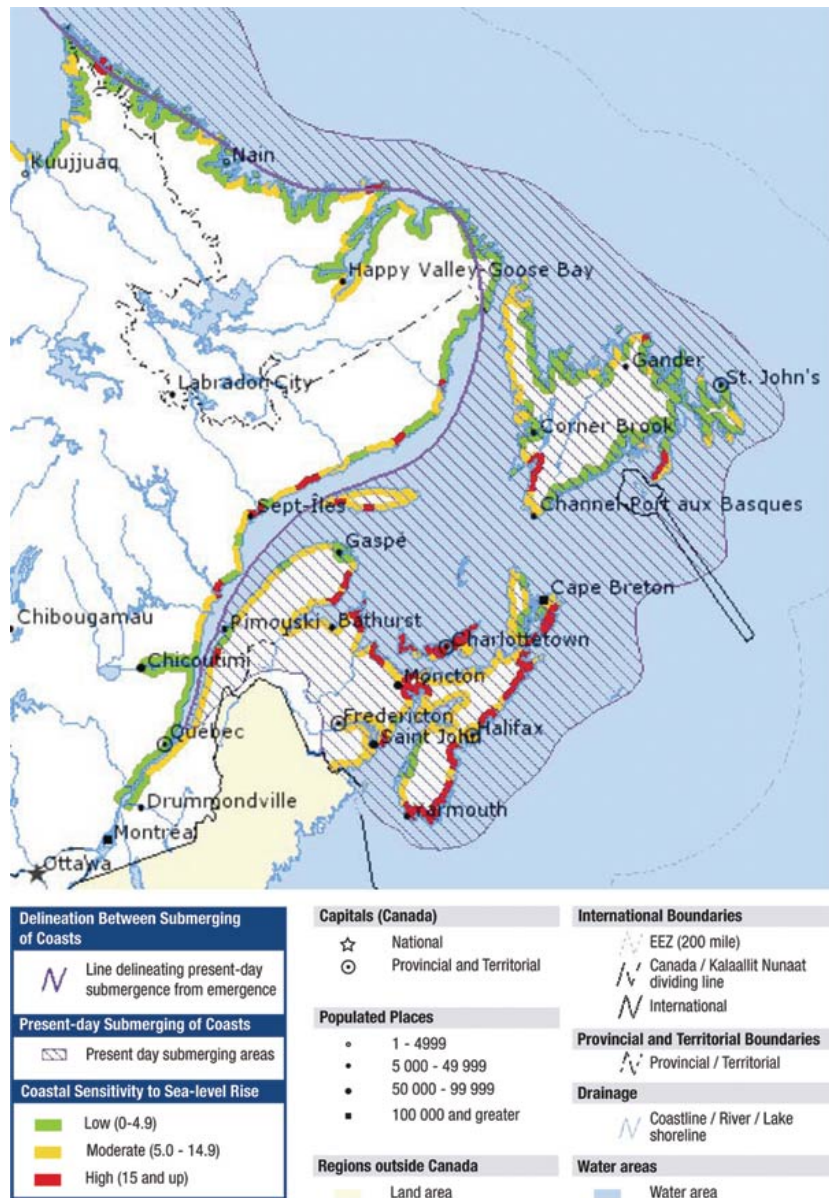 Nain
Kuujjuaq
Happy Valley-Goose Bay
Labrador City
Gander
St. John's
Corner Brook
Sept-Îles
Channel-Port aux Basques
Gaspé
Cape Breton
Chibougamau
Rimouski
Bathurst
Charlottetown
Chicoutimi
Moncton
Fredericton
Halifax
Québec
Saint John
Drummondville
Yarmouth
Montréal
Ottawa
Delineation Between Submerging
of Coasts
Line delineating present-day
submergence from emergence
Present-day Submerging of Coasts
Present day submerging areas
Coastal Sensitivity to Sea-level Rise
Low (0-4.9)
Moderate (5.0 - 14.9)
High (15 and up)
Capitals (Canada)
National
Provincial and Territorial
Populated Places
1 - 4999
5 000 - 49 999
50 000 - 99 999
100 000 and greater
Regions outside Canada
Land area
International Boundaries
EEZ (200 mile)
Canada / Kalaallit Nunaat
dividing line
International
Provincial and Territorial Boundaries
Provincial / Territorial
Drainage
Coastline / River / Lake
shoreline
Water areas
Water area